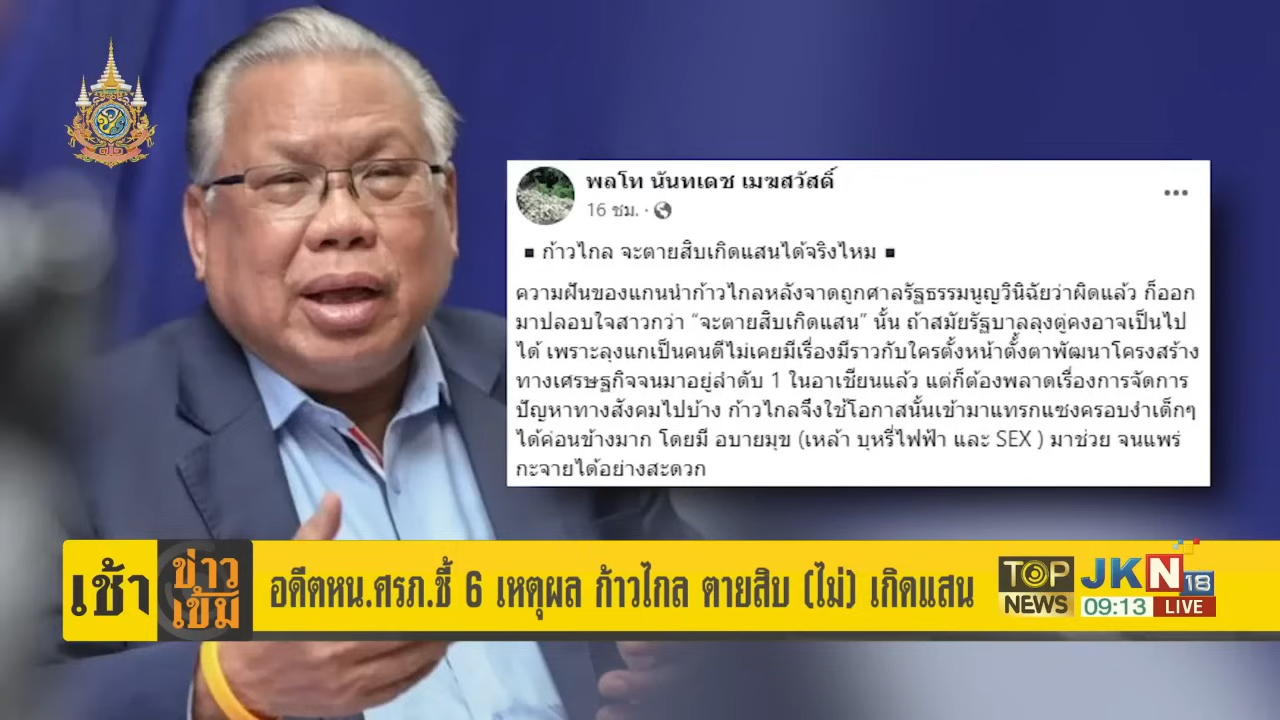 พลโท นันทเดช เมฆสวัสดิ์
16 ชม. ·
▪ ก้าวไกล จะตายสิบเกิดแสนได้จริงไหม ▪
ความฝันของแกนนำก้าวไกลหลังจาดถูกศาลรัฐธรรมนูญวินิฉัยว่าผิดแล้ว ก็ออก
มาปลอบใจสาวกว่า “จะตายสิบเกิดแสน” นั้น ถ้าสมัยรัฐบาลลุงตู่คงอาจเป็นไป
ได้ เพราะลุงแกเป็นคนดีไม่เคยมีเรื่องมีราวกับใครตั้งหน้าตั้งตาพัฒนาโครงสร้าง
ทางเศรษฐกิจจนมาอยู่ลำดับ 1 ในอาเซียนแล้ว แต่ก็ต้องพลาดเรื่องการจัดการ
ปัญหาทางสังคมไปบ้าง ก้าวไกลจึงใช้โอกาสนั้นเข้ามาแทรกแซงครอบงำเด็กๆ
ได้ค่อนข้างมาก โดยมี อบายมุข (เหล้า บุหรี่ไฟฟ้า และ SEX ) มาช่วย จนแพร่
กะจายได้อย่างสะดวก
เช้า ข่าวเข้ม
อดีตหน.ศรภ.ชี้ 6 เหตุผล ก้าวไกล ตายสิบ (ไม่) เกิดแสน
TOP NEWS
JKN 18
09:13 LIVE